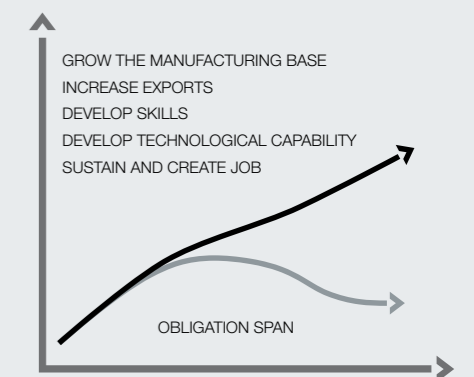 GROW THE MANUFACTURING BASE
INCREASE EXPORTS
DEVELOP SKILLS
DEVELOP TECHNOLOGICAL CAPABILITY
SUSTAIN AND CREATE JOB
OBLIGATION SPAN